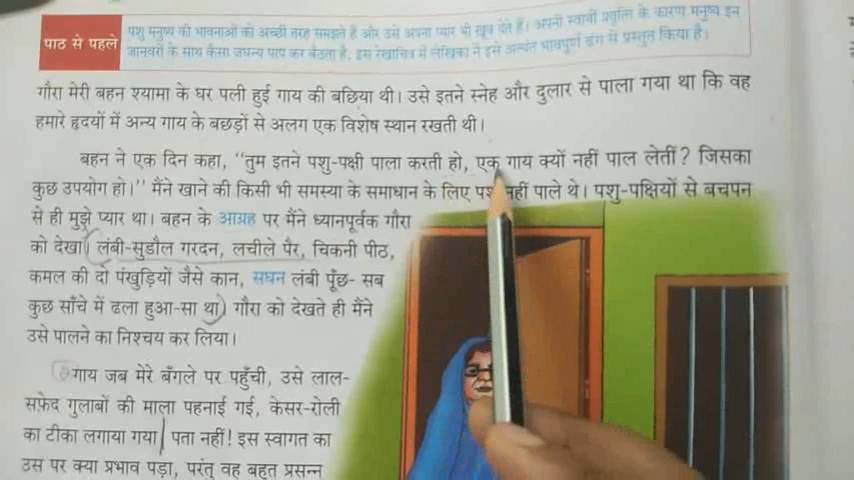 पाठ से पहले
पशु मनुष्य की भावनाओं को अच्छी तरह समझते हैं और उसे अपना प्यार भी खूब देते हैं। अपनी स्वार्थी प्रवृत्ति के कारण मनुष्य इन
जानवरों के साथ कैसा जघन्य पाप कर बैठता है, इस रेखाचित्र में लेखिका ने इसे अत्यंत भावपूर्ण ढंग से प्रस्तुत किया है।
गौरा मेरी बहन श्यामा के घर पली हुई गाय की बछिया थी। उसे इतने स्नेह और दुलार से पाला गया था कि वह
हमारे हृदयों में अन्य गाय के बछड़ों से अलग एक विशेष स्थान रखती थी।
बहन ने एक दिन कहा, "तुम इतने पशु-पक्षी पाला करती हो, एक गाय क्यों नहीं पाल लेतीं? जिसका
कुछ उपयोग हो।" मैंने खाने की किसी भी समस्या के समाधान के लिए नहीं पाले थे। पशु-पक्षियों से बचपन
से ही मुझे प्यार था। बहन के आग्रह पर मैंने ध्यानपूर्वक गौरा
को देखा। लंबी-सुडौल गरदन, लचीले पैर, चिकनी पीठ,
कमल की दो पंखुड़ियों जैसे कान, सघन लंबी पूँछ- सब
कुछ साँचे में ढला हुआ-सा था। गौरा को देखते ही मैंने
उसे पालने का निश्चय कर लिया।
गाय जब मेरे बँगले पर पहुँची, उसे लाल-
सफ़ेद गुलाबों की माला पहनाई गई, केसर-रोली
का टीका लगाया गया। पता नहीं! इस स्वागत का
उस पर क्या प्रभाव पड़ा, परंतु वह बहुत प्रसन्न